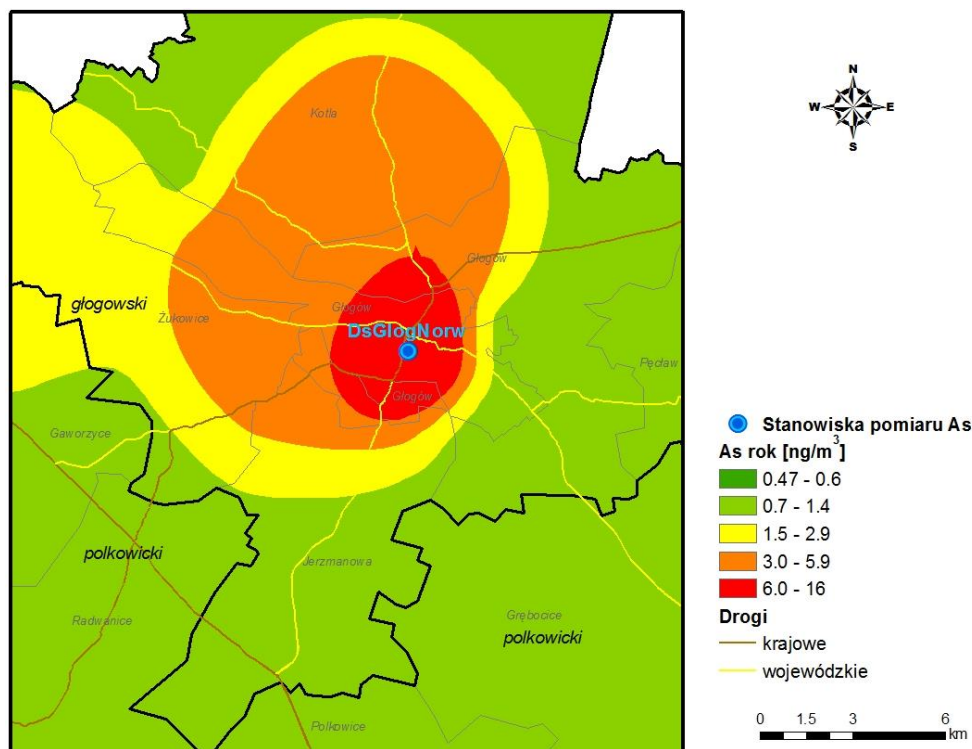 N
W E
S
Kotla
Głogów
głogowski
Głogów
Żukowice
DsGlogNorw
Pęcław
Głogów
Gaworzyce
polkowicki
Jerzmanowa
Radwanice
Grębocice
polkowicki
Polkowice
Stanowiska pomiaru As
As rok [ng/m³]
0.47 - 0.6
0.7 - 1.4
1.5 - 2.9
3.0 - 5.9
6.0 - 16
Drogi
krajowe
wojewódzkie
0 1.5 3 6
km